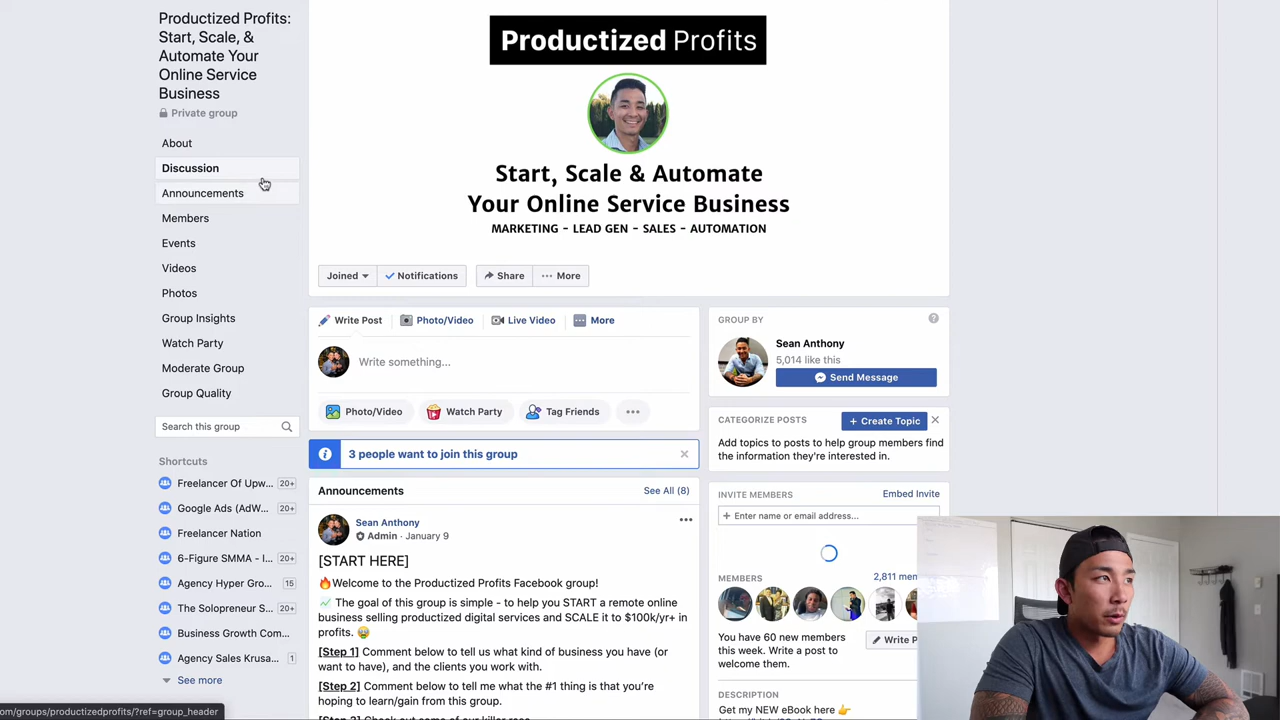 Productized Profits:
Start, Scale, &
Automate Your
Online Service
Business
Private group
About
Discussion
Announcements
Members
Events
Videos
Photos
Group Insights
Watch Party
Moderate Group
Group Quality
Search this group
Shortcuts
Freelancer Of Upw... 20+
Google Ads (AdW... 20+
Freelancer Nation
6-Figure SMMA - I... 20+
Agency Hyper Gro... 15
The Solopreneur S... 20+
Business Growth Com...
Agency Sales Krusa... 1
See more
om/groups/productizedprofits/?ref=group_header
Productized Profits
Start, Scale & Automate
Your Online Service Business
MARKETING - LEAD GEN - SALES - AUTOMATION
Joined Notifications Share More
Write Post Photo/Video Live Video More
Write something...
Photo/Video Watch Party Tag Friends
3 people want to join this group
Announcements See All (8)
Sean Anthony
Admin · January 9
[START HERE]
🔥Welcome to the Productized Profits Facebook group!
📈 The goal of this group is simple - to help you START a remote online
business selling productized digital services and SCALE it to $100k/yr+ in
profits. 🤑
[Step 1] Comment below to tell us what kind of business you have (or
want to have), and the clients you work with.
[Step 2] Comment below to tell me what the #1 thing is that you're
hoping to learn/gain from this group.
GROUP BY
Sean Anthony
5,014 like this
Send Message
CATEGORIZE POSTS + Create Topic
Add topics to posts to help group members find
the information they're interested in.
INVITE MEMBERS Embed Invite
+ Enter name or email address...
MEMBERS 2,811 mem
You have 60 new members
this week. Write a post to
welcome them.
Write P
DESCRIPTION
Get my NEW eBook here 👉